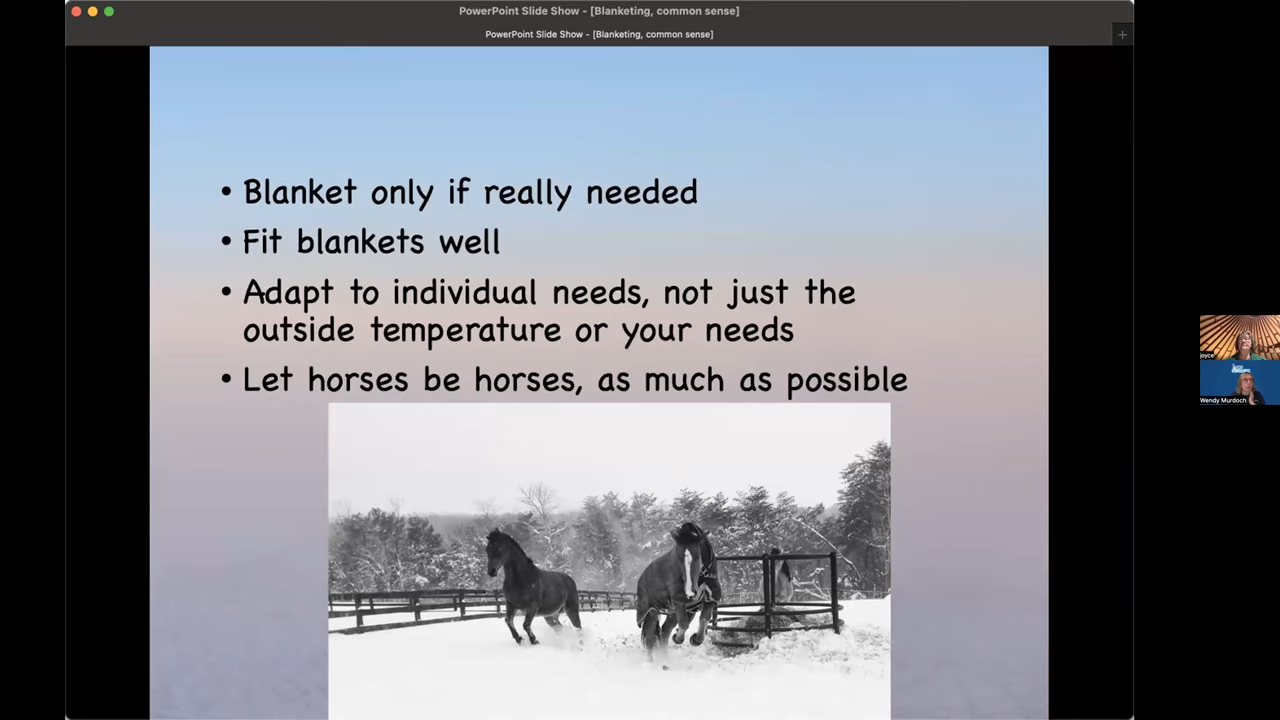 PowerPoint Slide Show - [Blanketing, common sense]
PowerPoint Slide Show - [Blanketing, common sense]
• Blanket only if really needed
• Fit blankets well
• Adapt to individual needs, not just the
outside temperature or your needs
• Let horses be horses, as much as possible
joyce
Wendy Murdoch